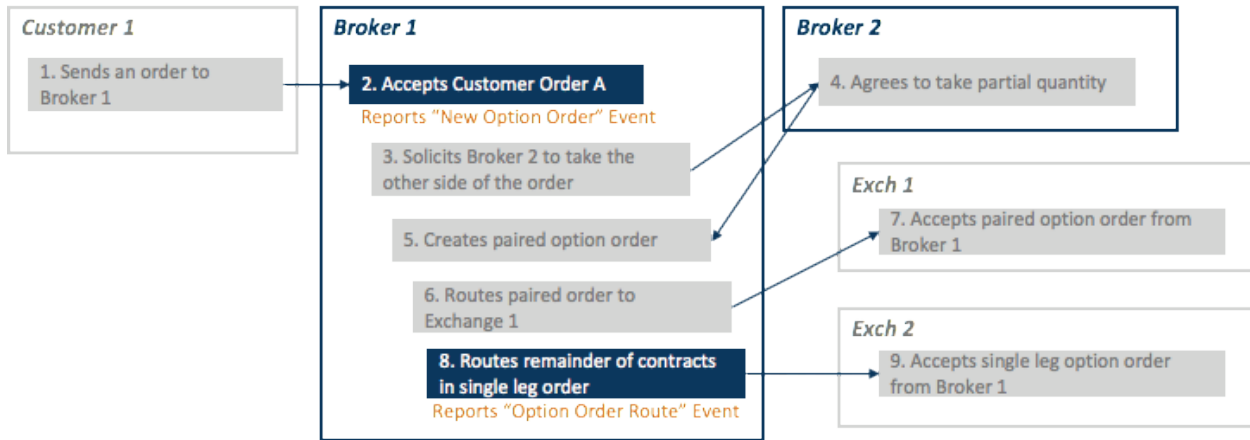 Customer 1
1. Sends an order to
Broker 1
Broker 1
2. Accepts Customer Order A
Reports “New Option Order” Event
3. Solicits Broker 2 to take the
other side of the order
5. Creates paired option order
6. Routes paired order to
Exchange 1
8. Routes remainder of contracts
in single leg order
Reports “Option Order Route” Event
Broker 2
4. Agrees to take partial quantity
Exch 1
7. Accepts paired option order from
Broker 1
Exch 2
9. Accepts single leg option order
from Broker 1